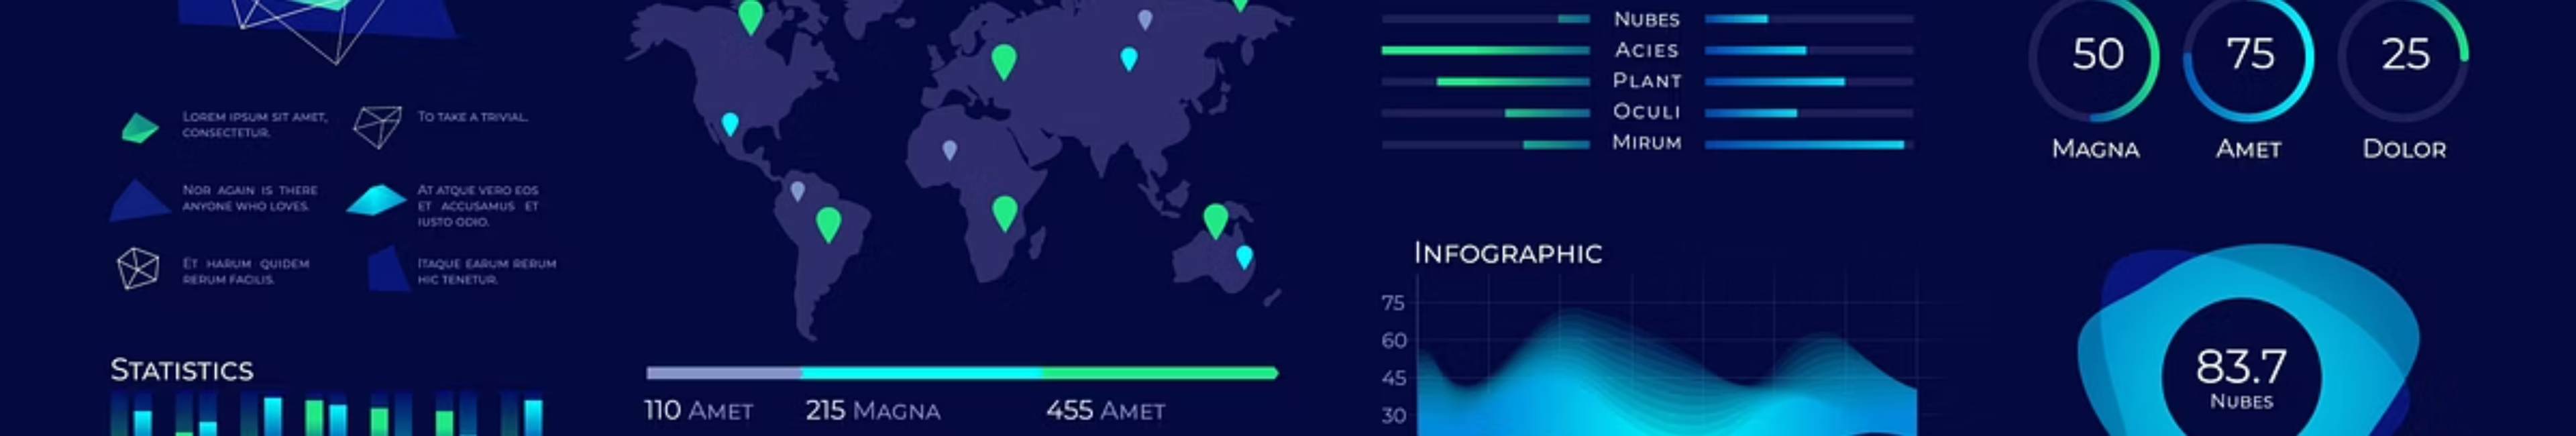 Lorem ipsum sit amet,
consectetur.
To take a trivial.
Nor again is there
anyone who loves.
At atque vero eos
et accusamus et
iusto odio.
Et harum quidem
rerum facilis.
Itaque earum rerum
hic tenetur.
Statistics
110 Amet
215 Magna
455 Amet
Nubes
Acies
Plant
Oculi
Mirum
50
Magna
75
Amet
25
Dolor
Infographic
75
60
45
30
83.7
Nubes